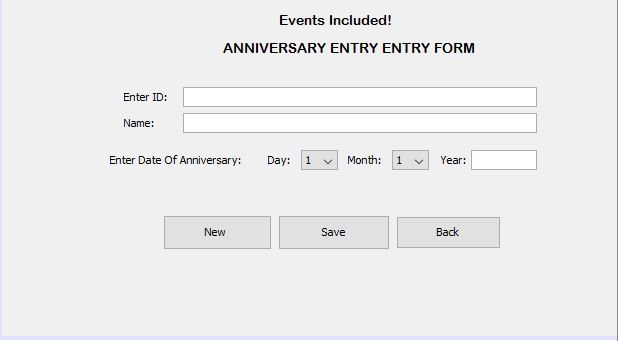 Events Included!
ANNIVERSARY ENTRY ENTRY FORM
Enter ID:
Name:
Enter Date Of Anniversary: Day: 1 Month: 1 Year:
New Save Back